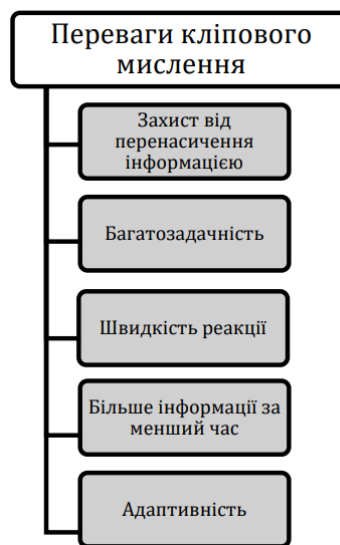 Переваги кліпового
мислення
Захист від
перенасичення
інформацією
Багатозадачність
Швидкість реакції
Більше інформації за
менший час
Адаптивність